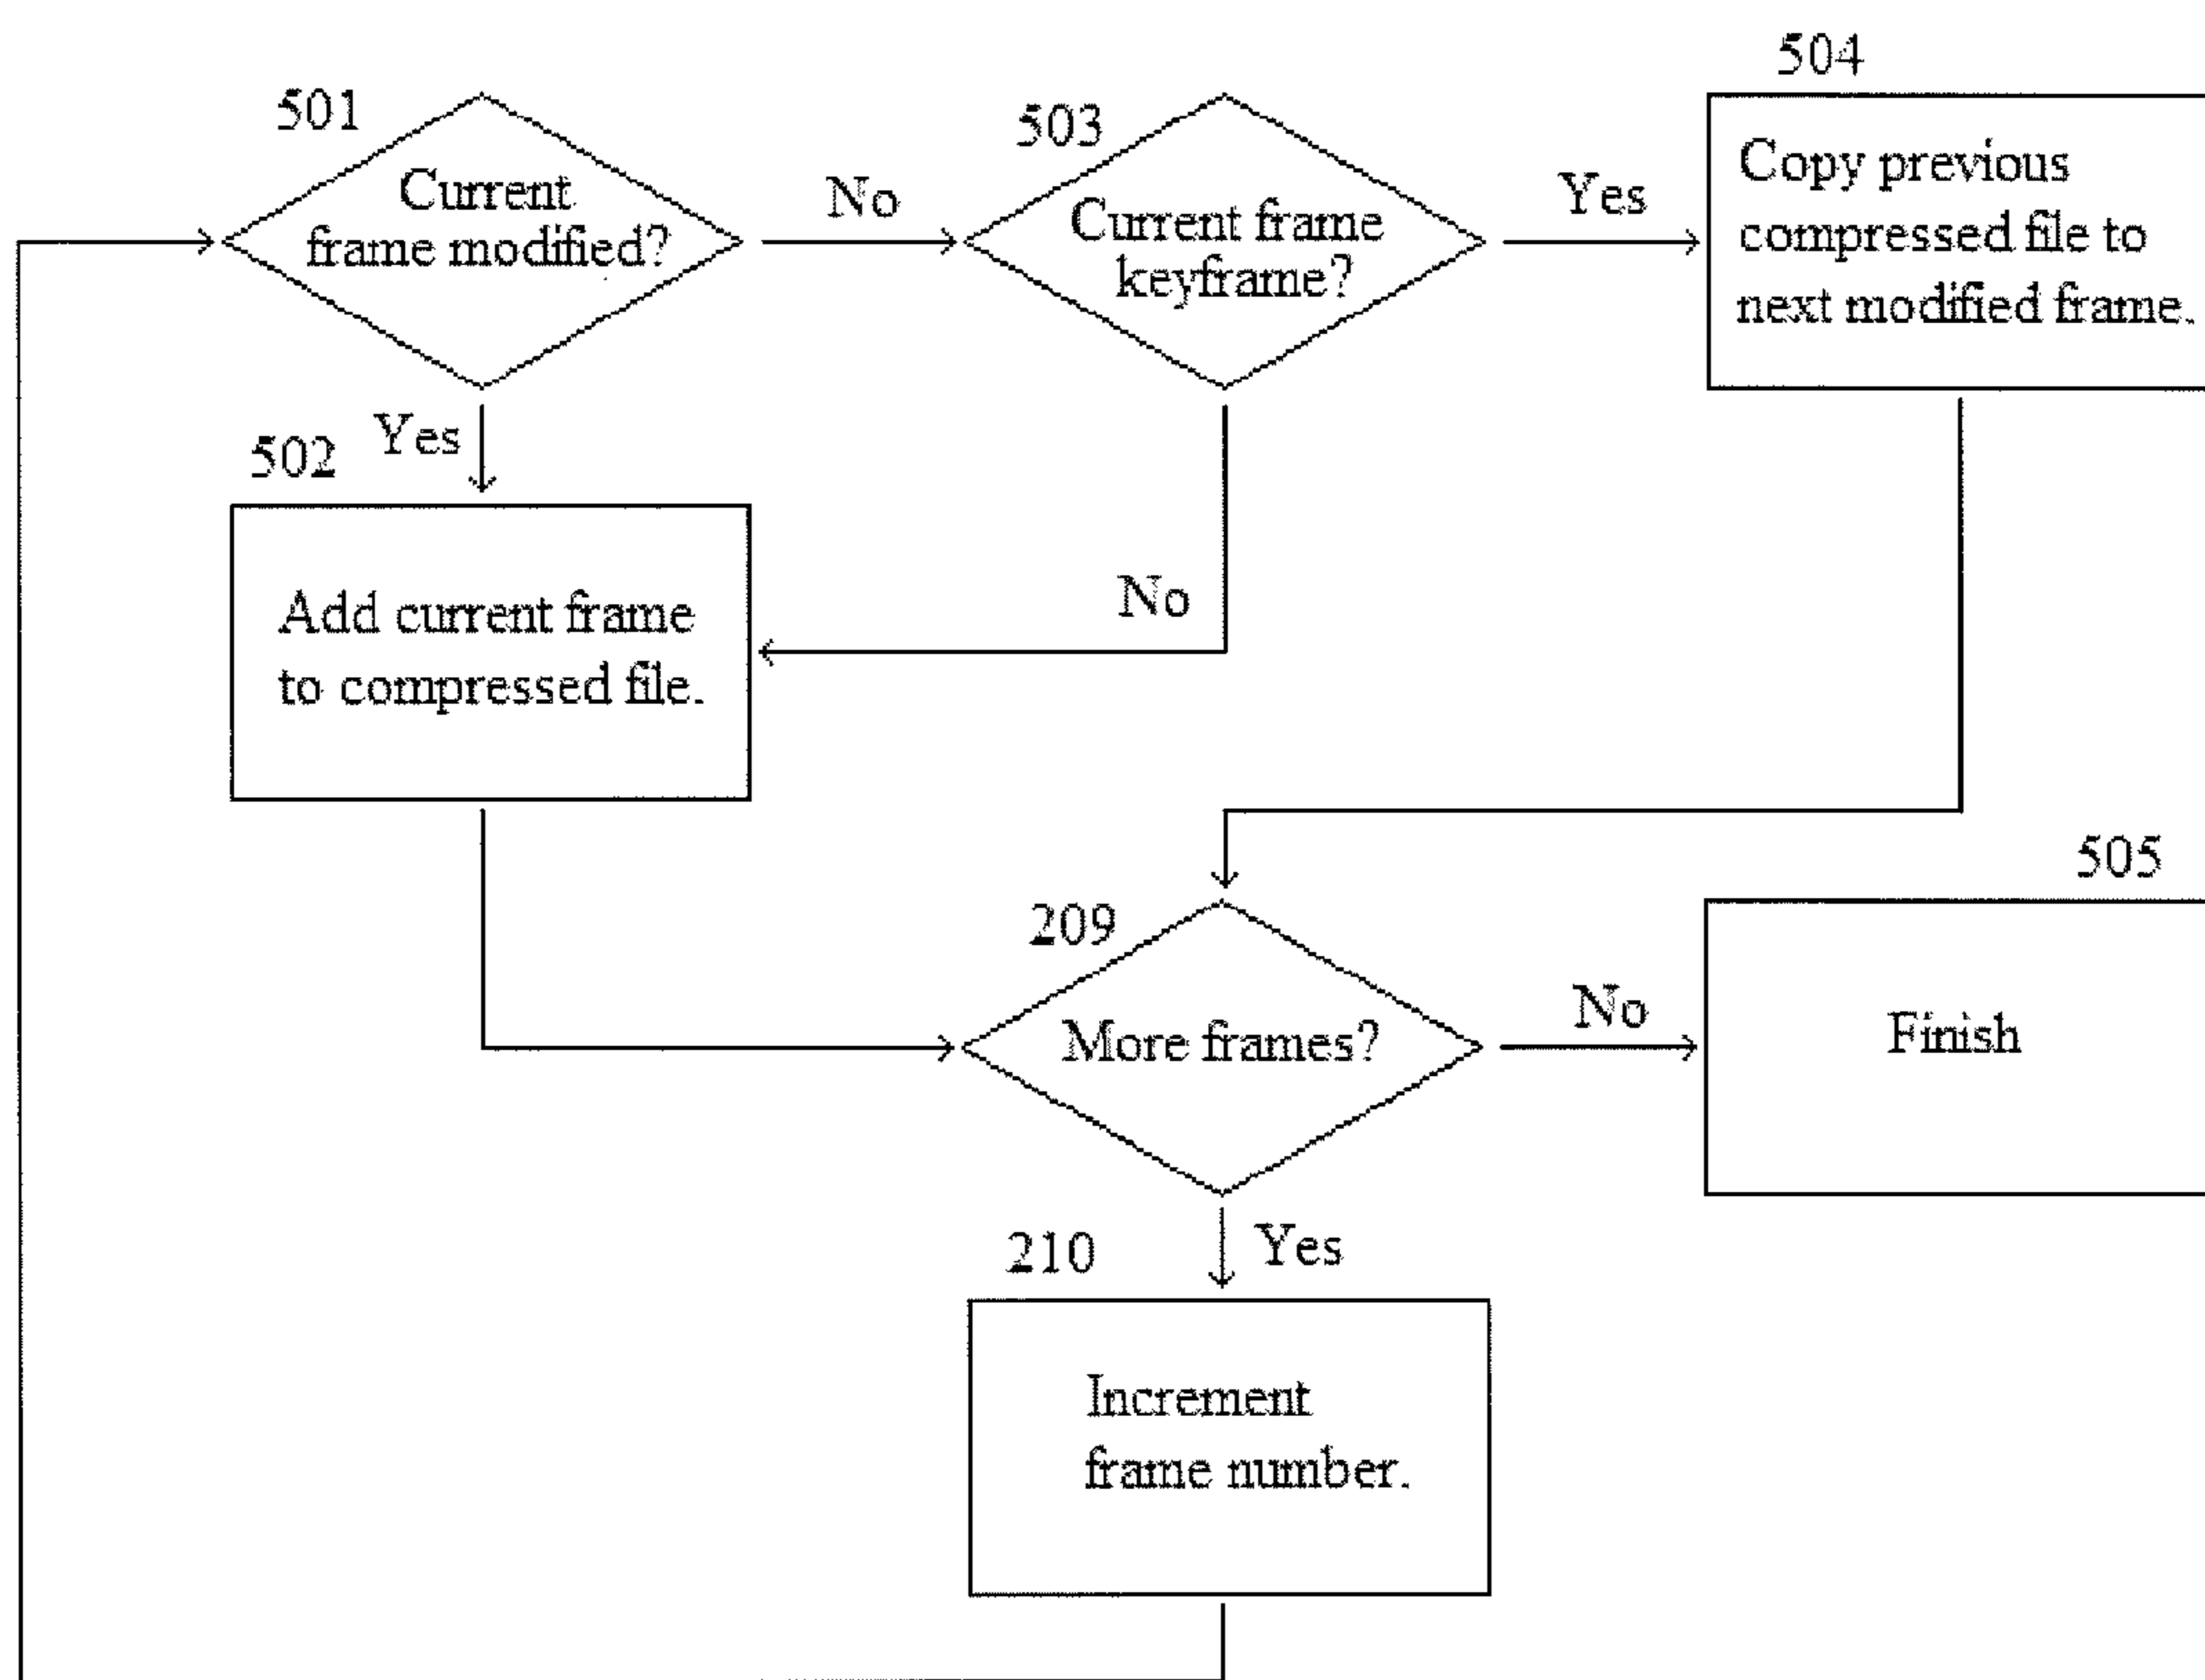 504
501
503
Current
frame modified?
No
Current frame
keyframe?
Yes
Copy previous
compressed file to
next modified frame.
Yes
502
Add current frame
to compressed file.
No
505
209
More frames?
No
Finish
210
Yes
Increment
frame number.